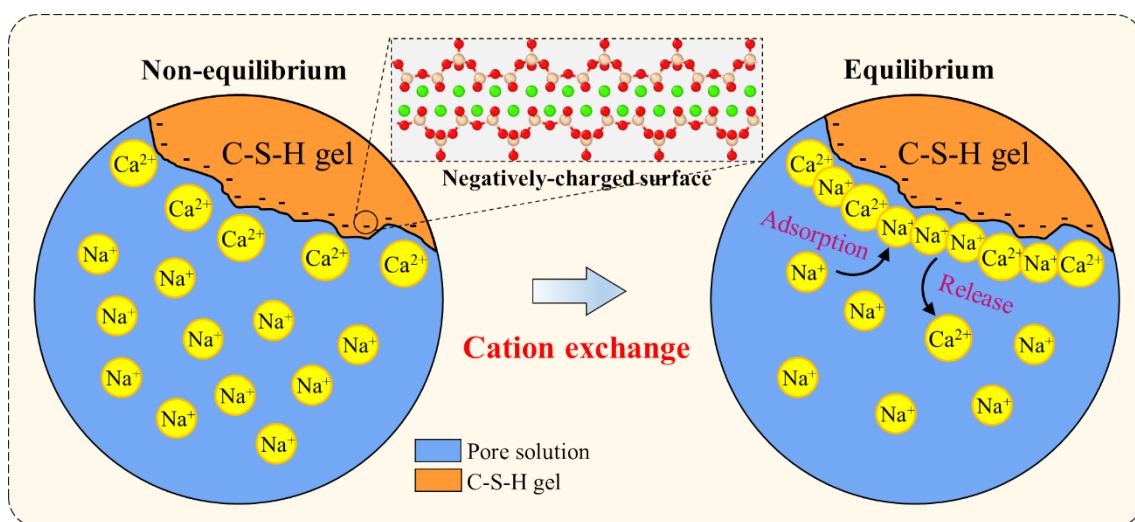 Non-equilibrium
C-S-H gel
Ca²⁺
Ca²⁺
Ca²⁺
Ca²⁺
Ca²⁺
Na⁺
Na⁺
Na⁺
Na⁺
Na⁺
Na⁺
Na⁺
Na⁺
Na⁺
Na⁺
Na⁺
Negatively-charged surface
Cation exchange
Pore solution
C-S-H gel
Equilibrium
C-S-H gel
Ca²⁺
Na⁺
Ca²⁺
Na⁺
Na⁺
Na⁺
Ca²⁺
Na⁺
Ca²⁺
Adsorption
Release
Na⁺
Na⁺
Ca²⁺
Na⁺
Na⁺
Na⁺
Na⁺